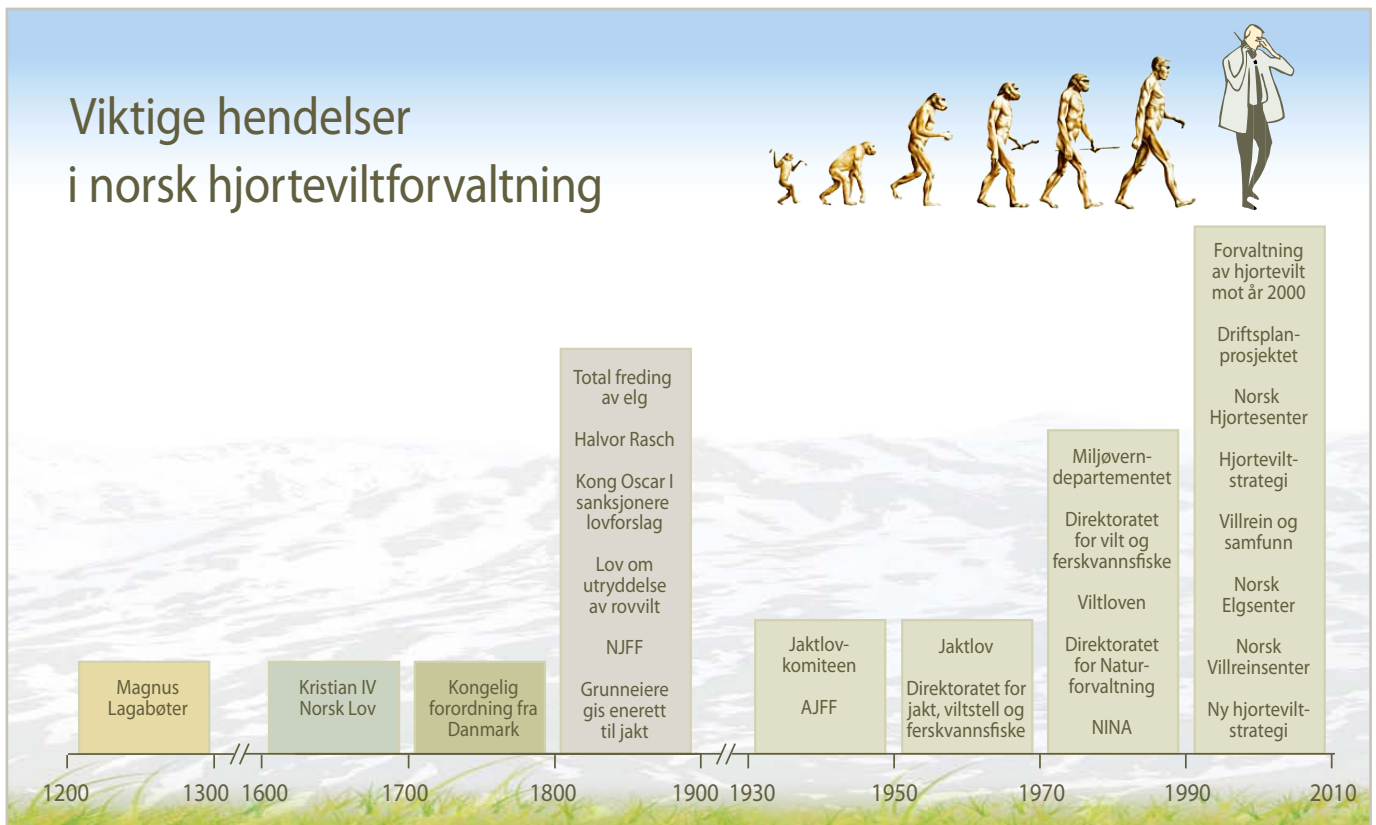 Viktige hendelser
i norsk hjorteviltforvaltning
Magnus
Lagabøter
Kristian IV
Norsk Lov
Kongelig
forordning fra
Danmark
Total freding
av elg
Halvor Rasch
Kong Oscar I
sanksjonere
lovforslag
Lov om
utryddelse
av rovvilt
NJFF
Grunneiere
gis enerett
til jakt
Jaktlov-
komiteen
AJFF
Jaktlov
Direktoratet for
jakt, viltstell og
ferskvannsfiske
Miljøvern-
departementet
Direktoratet
for vilt og
ferskvannsfiske
Viltloven
Direktoratet
for Natur-
forvaltning
NINA
Forvaltning
av hjortevilt
mot år 2000
Driftsplan-
prosjektet
Norsk
Hjortesenter
Hjortevilt-
strategi
Villrein og
samfunn
Norsk
Elgsenter
Norsk
Villreinsenter
Ny hjortevilt-
strategi
1200 1300 1600 1700 1800 1900 1930 1950 1970 1990 2010